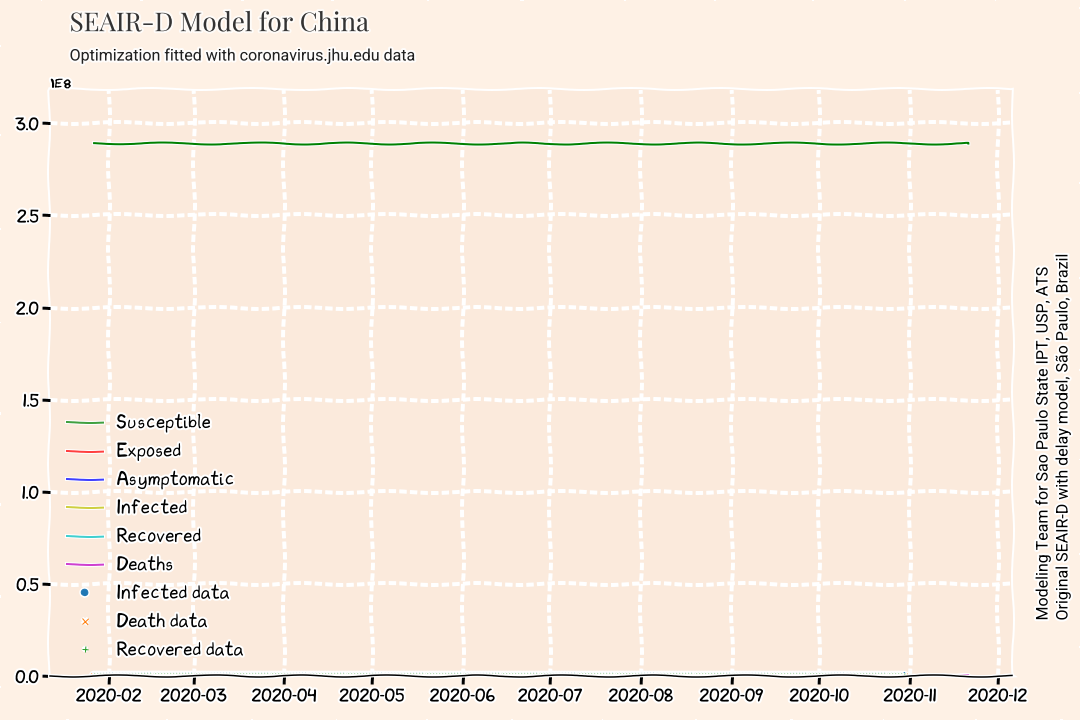 SEAIR-D Model for China
Optimization fitted with coronavirus.jhu.edu data
1E8
3.0
2.5
2.0
1.5
1.0
0.5
0.0
Susceptible
Exposed
Asymptomatic
Infected
Recovered
Deaths
Infected data
Death data
Recovered data
2020-02 2020-03 2020-04 2020-05 2020-06 2020-07 2020-08 2020-09 2020-10 2020-11 2020-12
Modeling Team for Sao Paulo State IPT, USP, ATS
Original SEAIR-D with delay model, São Paulo, Brazil